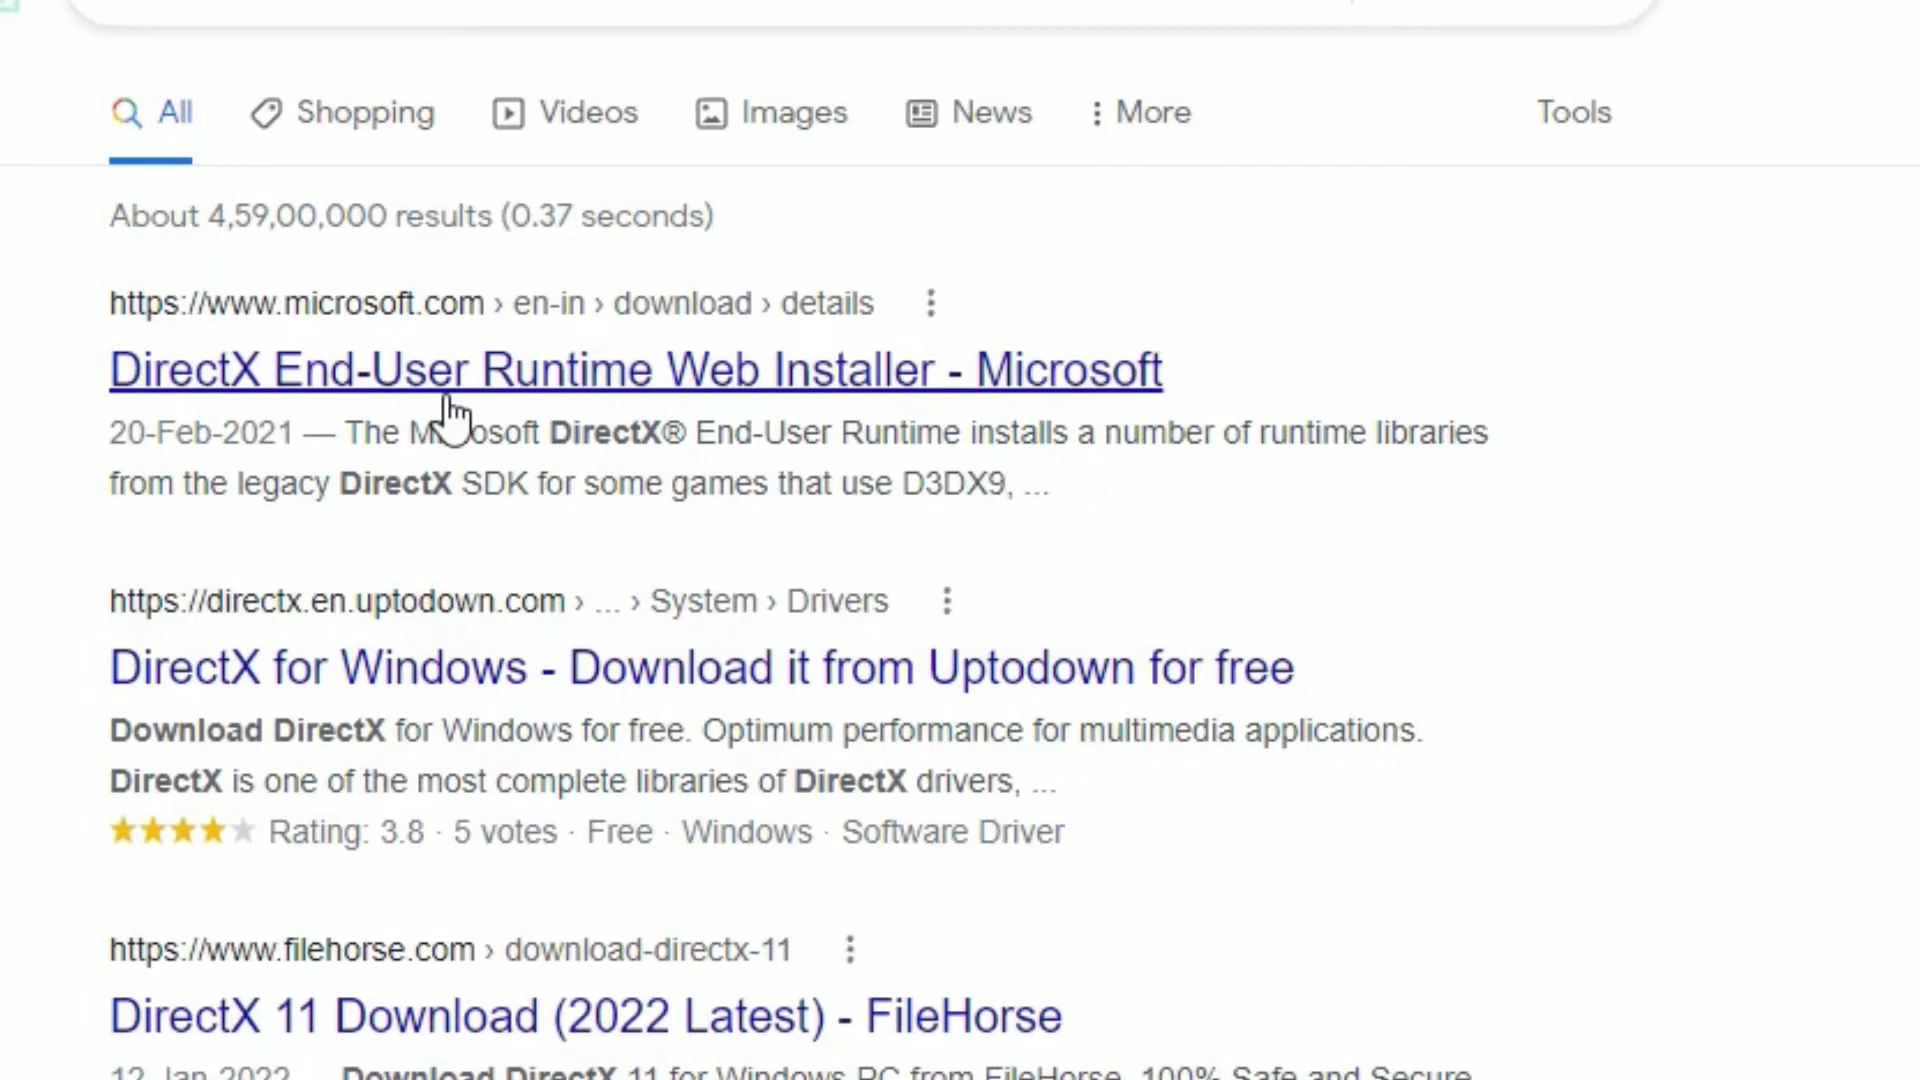 All Shopping Videos Images News More Tools
About 4,59,00,000 results (0.37 seconds)
https://www.microsoft.com › en-in › download › details
DirectX End-User Runtime Web Installer - Microsoft
20-Feb-2021 — The Microsoft DirectX® End-User Runtime installs a number of runtime libraries
from the legacy DirectX SDK for some games that use D3DX9, ...
https://directx.en.uptodown.com › ... › System › Drivers
DirectX for Windows - Download it from Uptodown for free
Download DirectX for Windows for free. Optimum performance for multimedia applications.
DirectX is one of the most complete libraries of DirectX drivers, ...
Rating: 3.8 · 5 votes · Free · Windows · Software Driver
https://www.filehorse.com › download-directx-11
DirectX 11 Download (2022 Latest) - FileHorse
12-Jan-2022 — Download DirectX 11 for Windows PC from FileHorse. 100% Safe and Secure